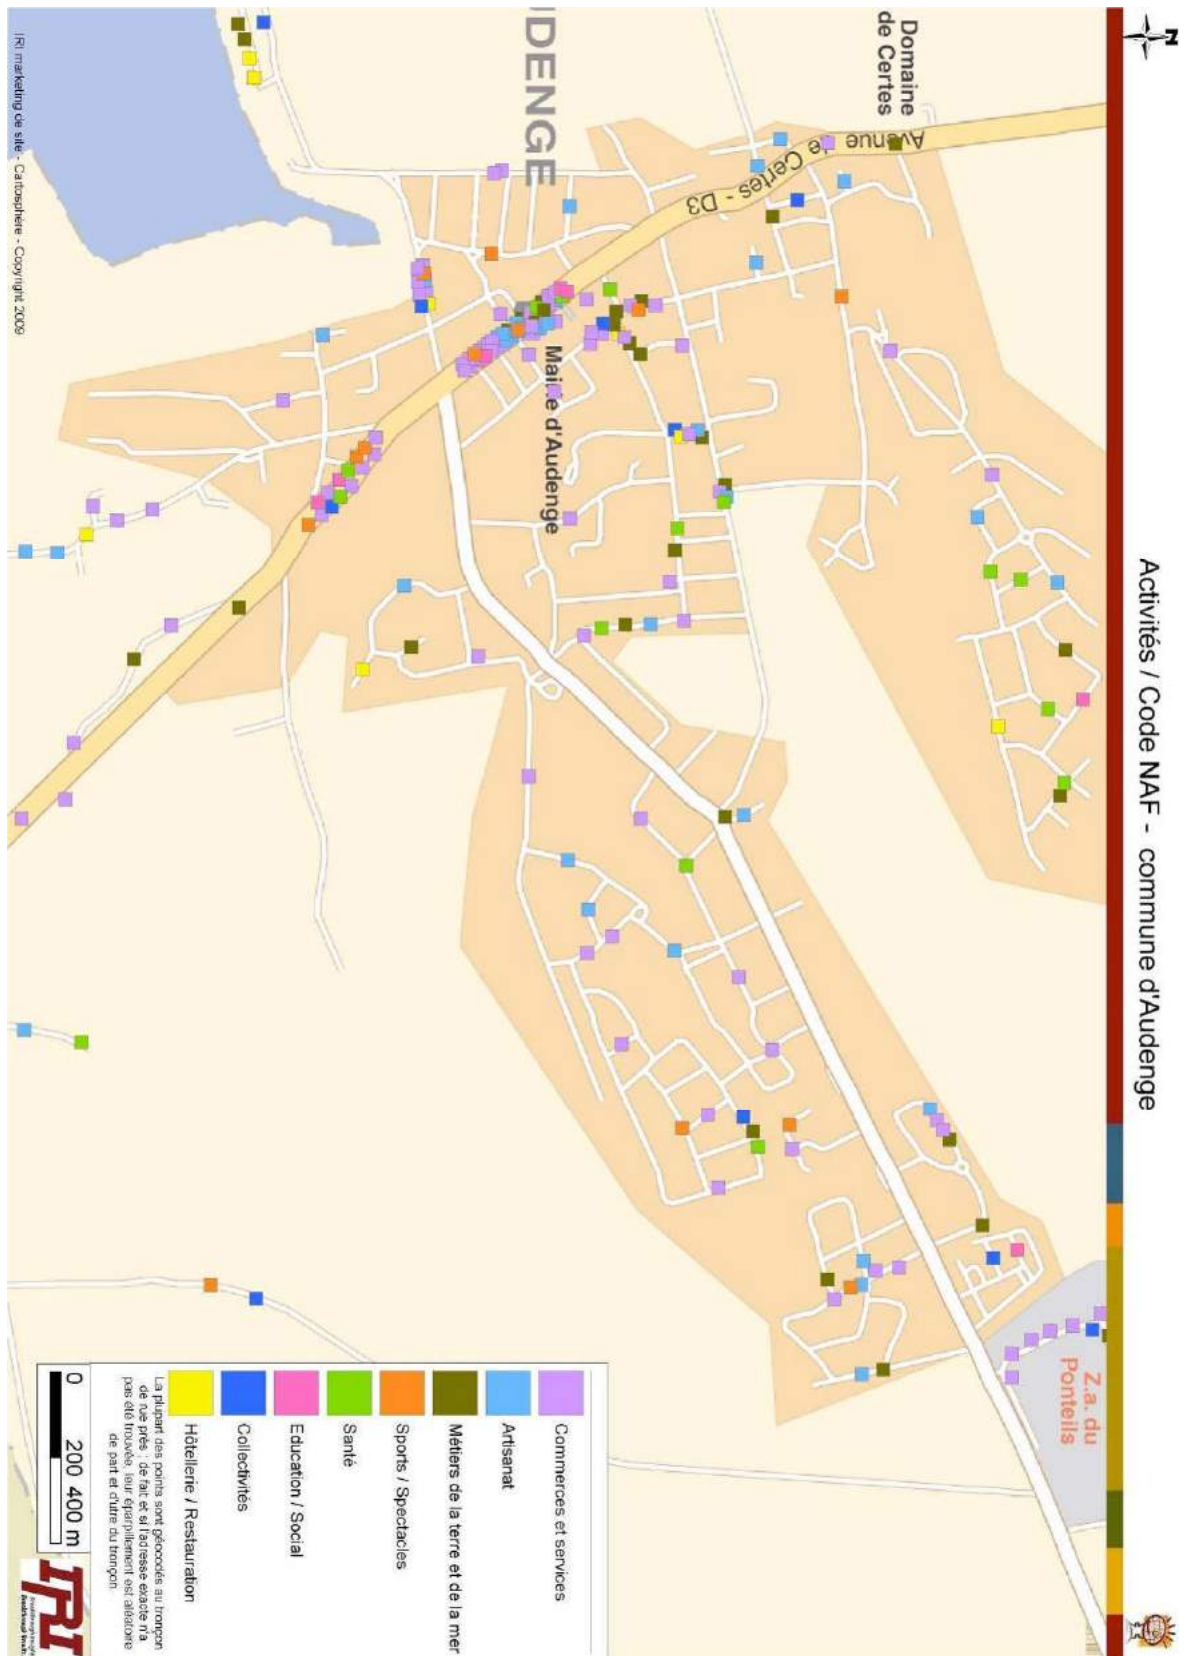 Activités / Code NAF - commune d'Audenge
N
Domaine
de Certes
Avenue de Certes - D3
UDENGE
Mairie d'Audenge
Z.a. du
Ponteils
Commerces et services
Artisanat
Métiers de la terre et de la mer
Sports / Spectacles
Santé
Education / Social
Collectivités
Hôtellerie / Restauration
La plupart des points sont géocodés au tronçon
de rue près : de fait et si l'adresse exacte n'a
pas été trouvée, leur éparpillement est aléatoire
de part et d'utre du tronçon.
0 200 400 m
IRI
IRI marketing de site - Cartosphère - Copyright 2009